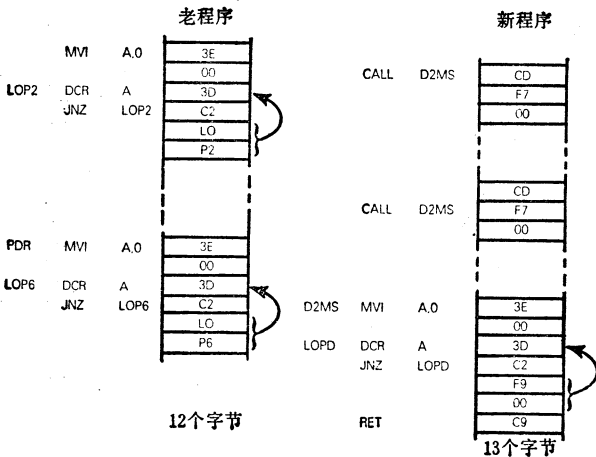 老程序
MVI A,0 3E
00
LOP2 DCR A 3D
JNZ LOP2 C2
LO
P2
PDR MVI A,0 3E
00
LOP6 DCR A 3D
JNZ LOP6 C2
LO
P6
12个字节
新程序
CALL D2MS CD
F7
00
CD
CALL D2MS F7
00
D2MS MVI A,0 3E
00
LOPD DCR A 3D
JNZ LOPD C2
F9
00
RET C9
13个字节